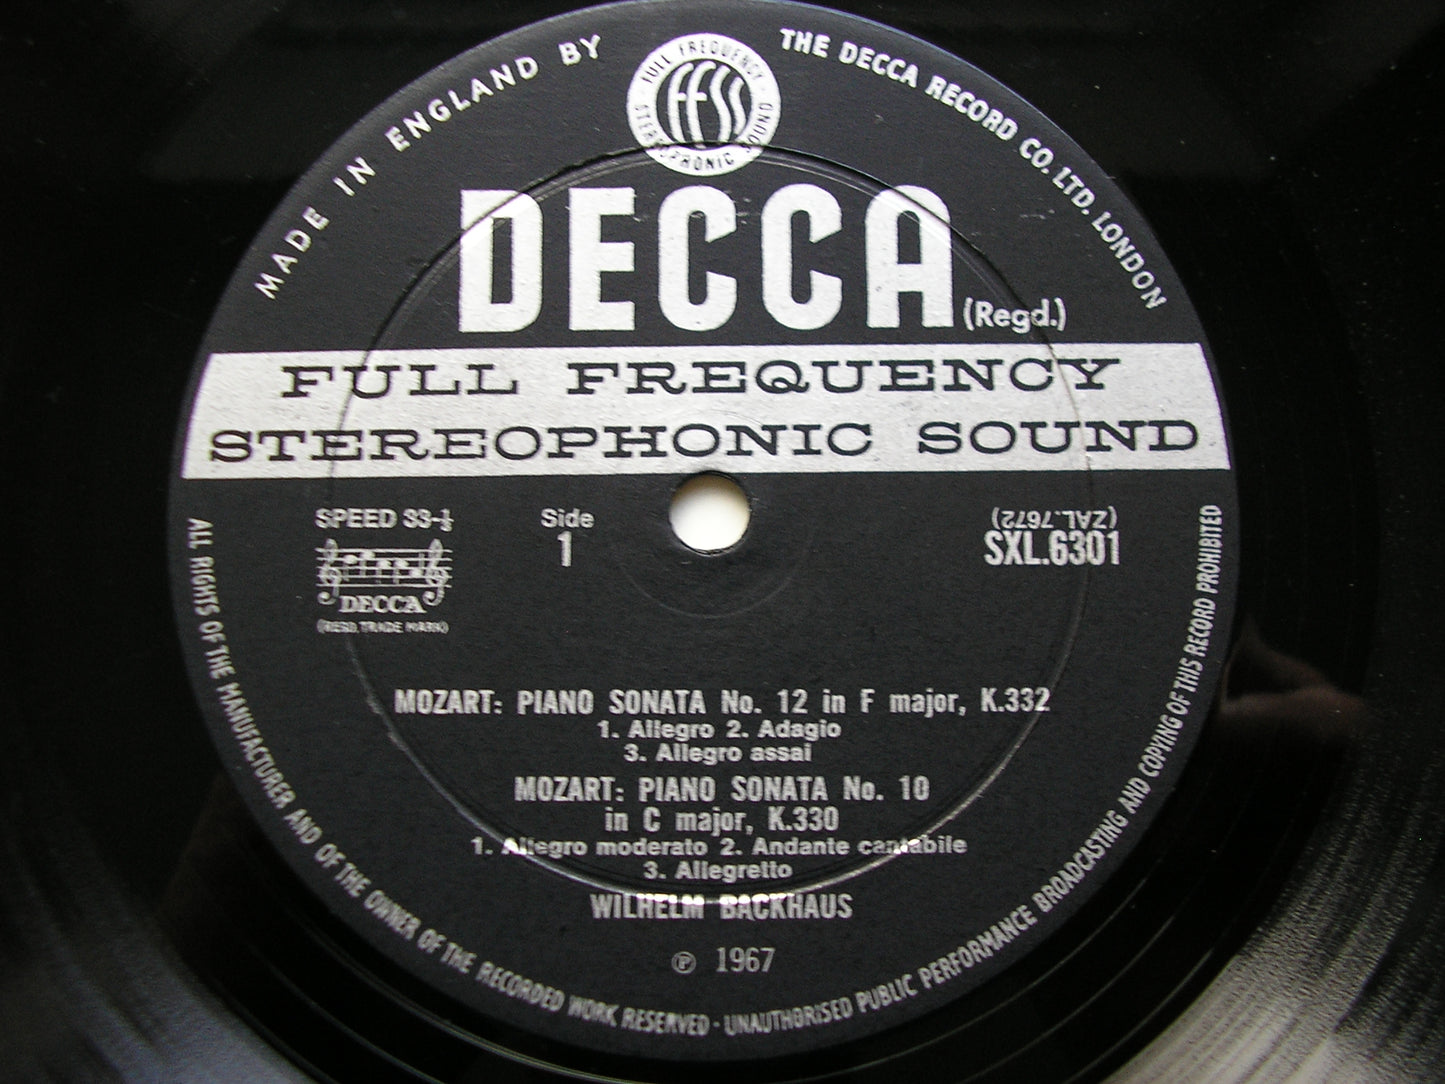 MADE IN ENGLAND BY
THE DECCA RECORD CO. LTD. LONDON
FULL FREQUENCY
FFSS
STEREOPHONIC SOUND
DECCA (Regd.)
FULL FREQUENCY
STEREOPHONIC SOUND
SPEED 33-⅓
Side
1
(ZAL.7672)
SXL.6301
DECCA
(REGD. TRADE MARK)
MOZART: PIANO SONATA No. 12 in F major, K.332
1. Allegro 2. Adagio
3. Allegro assai
MOZART: PIANO SONATA No. 10
in C major, K.330
1. Allegro moderato 2. Andante cantabile
3. Allegretto
WILHELM BACKHAUS
℗ 1967
ALL RIGHTS OF THE MANUFACTURER AND OF THE OWNER OF THE RECORDED WORK RESERVED · UNAUTHORISED PUBLIC PERFORMANCE BROADCASTING AND COPYING OF THIS RECORD PROHIBITED